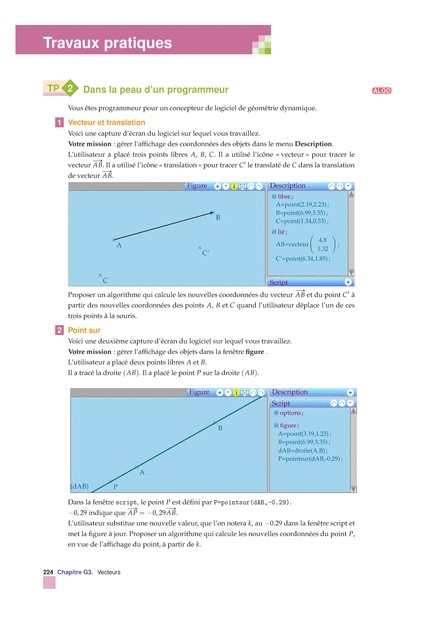 Travaux pratiques
TP 2 Dans la peau d'un programmeur
ALGO
Vous êtes programmeur pour un concepteur de logiciel de géométrie dynamique.
1 Vecteur et translation
Voici une capture d'écran du logiciel sur lequel vous travaillez.
Votre mission : gérer l'affichage des coordonnées des objets dans le menu Description.
L'utilisateur a placé trois points libres A, B, C. Il a utilisé l'icône « vecteur » pour tracer le
vecteur AB. Il a utilisé l'icône « translation » pour tracer C′ le translaté de C dans la translation
de vecteur AB.
Figure
Description
@ libre ;
A=point(2.19,2.23) ;
B=point(6.99,3.55) ;
C=point(1.54,0.53) ;
@ lié ;
AB=vecteur( 4.8
1.32 ) ;
C'=point(6.34,1.85) ;
Script
A
B
C
C'
Proposer un algorithme qui calcule les nouvelles coordonnées du vecteur AB et du point C′ à
partir des nouvelles coordonnées des points A, B et C quand l'utilisateur déplace l'un de ces
trois points à la souris.
2 Point sur
Voici une deuxième capture d'écran du logiciel sur lequel vous travaillez.
Votre mission : gérer l'affichage des objets dans la fenêtre figure .
L'utilisateur a placé deux points libres A et B.
Il a tracé la droite (AB). Il a placé le point P sur la droite (AB).
Figure
Description
Script
@ options ;
@ figure ;
A=point(3.19,1.23) ;
B=point(6.99,3.35) ;
dAB=droite(A,B) ;
P=pointsur(dAB,-0.29) ;
B
A
(dAB)
P
Dans la fenêtre script, le point P est défini par P=pointsur(dAB,-0.29).
−0,29 indique que AP = −0,29AB.
L'utilisateur substitue une nouvelle valeur, que l'on notera k, au −0.29 dans la fenêtre script et
met la figure à jour. Proposer un algorithme qui calcule les nouvelles coordonnées du point P,
en vue de l'affichage du point, à partir de k.
224 Chapitre G3. Vecteurs